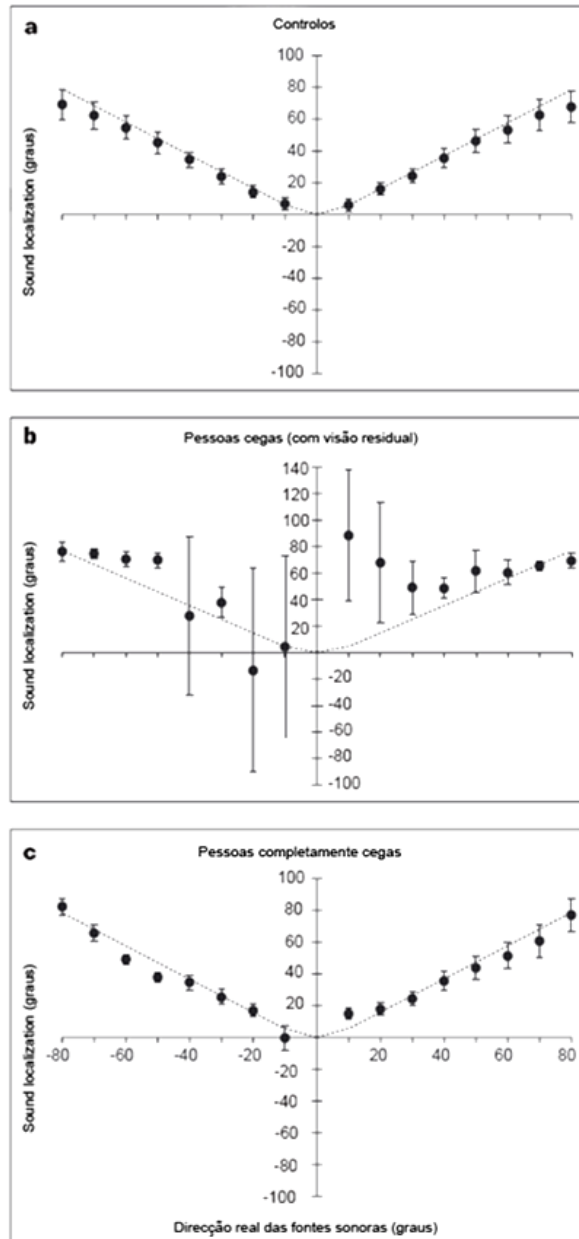 a
Controlos
Sound localization (graus)
100
80
60
40
20
-20
-40
-60
-80
-100
b
Pessoas cegas (com visão residual)
Sound localization (graus)
140
120
100
80
60
40
20
-20
-40
-60
-80
-100
c
Pessoas completamente cegas
Sound localization (graus)
100
80
60
40
20
-80 -60 -40 -20 20 40 60 80
-20
-40
-60
-80
-100
Direcção real das fontes sonoras (graus)